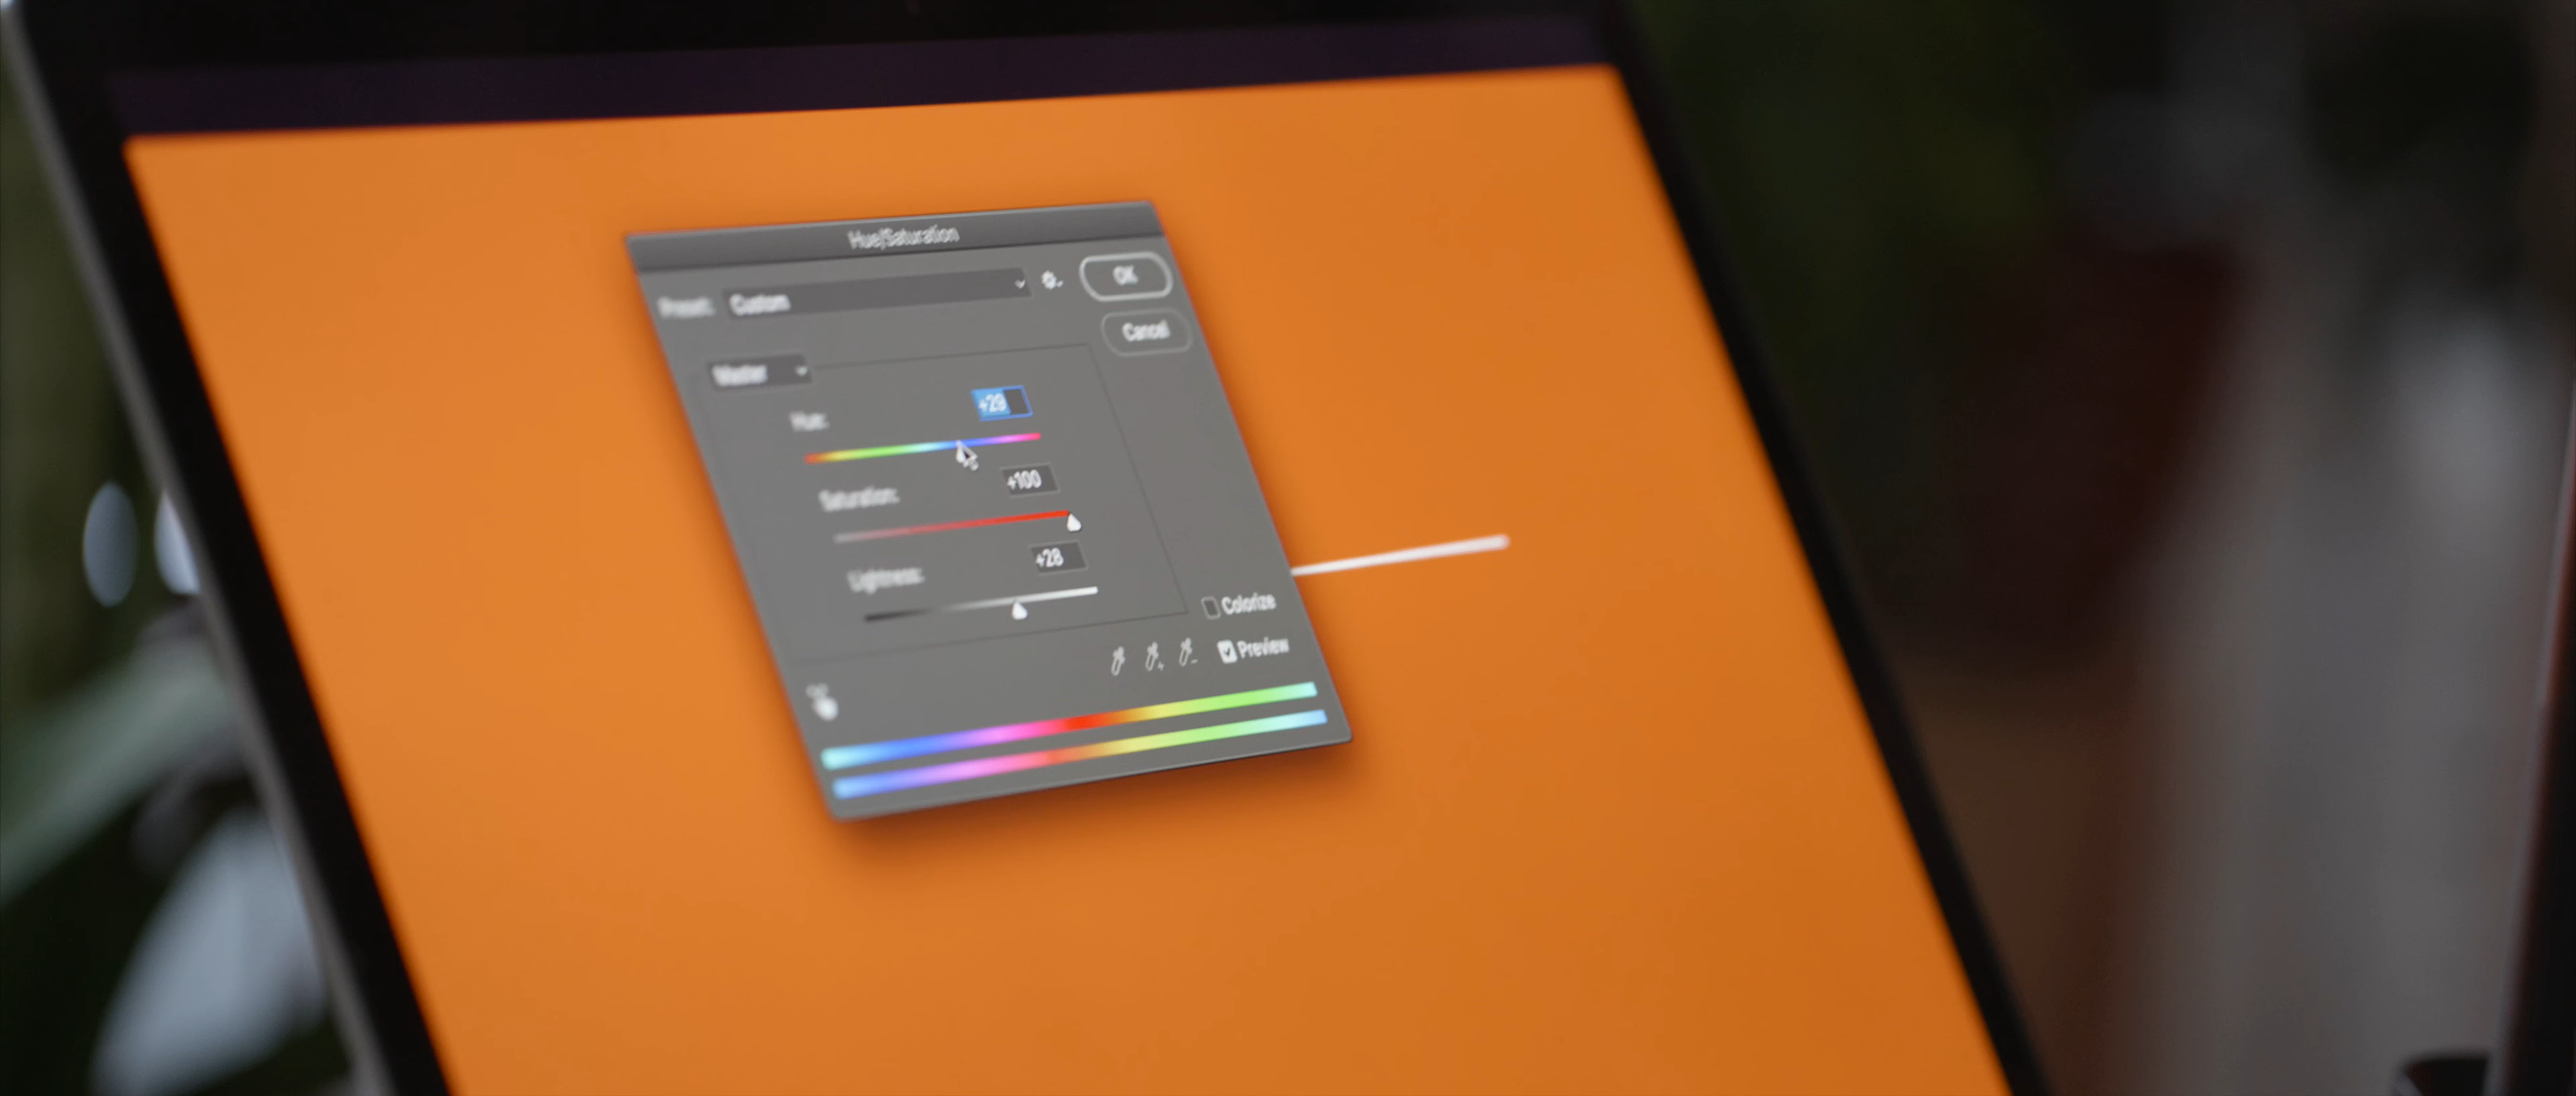 Hue/Saturation
Preset: Custom
OK
Cancel
Master
Hue: +29
Saturation: +100
Lightness: +28
Colorize
Preview